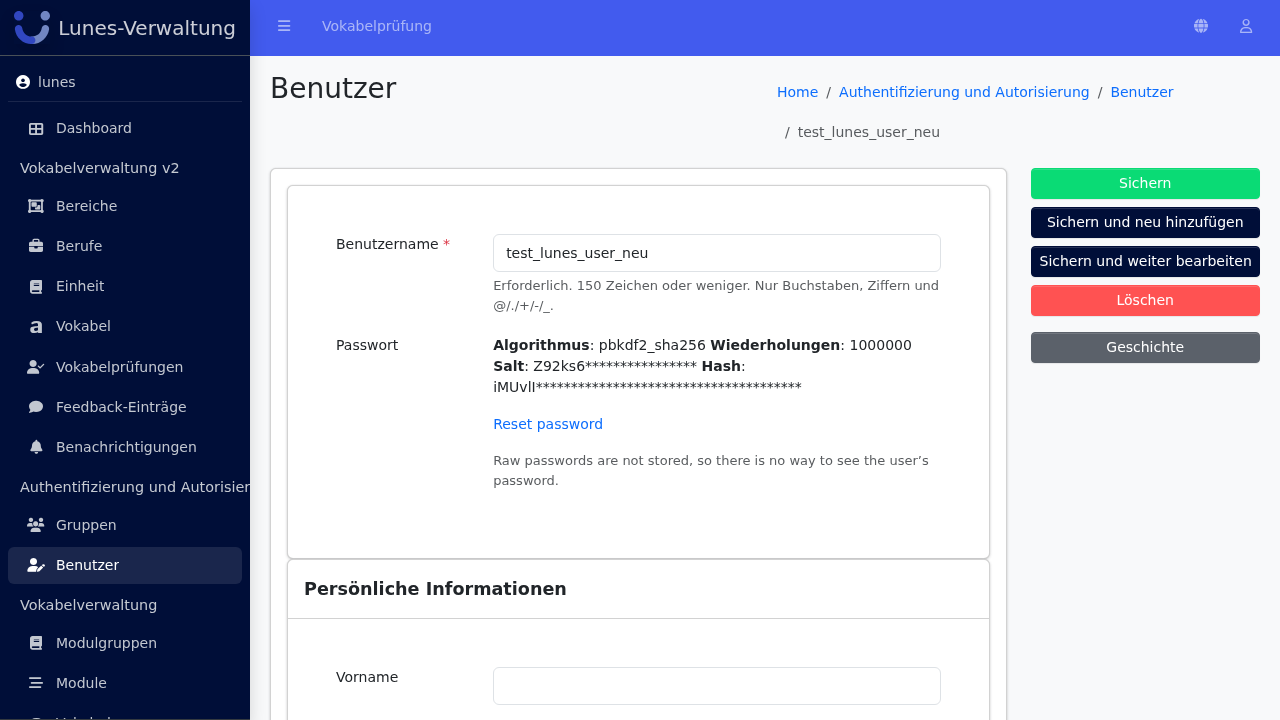 Lunes-Verwaltung
Vokabelprüfung
lunes
Dashboard
Vokabelverwaltung v2
Bereiche
Berufe
Einheit
Vokabel
Vokabelprüfungen
Feedback-Einträge
Benachrichtigungen
Authentifizierung und Autorisier
Gruppen
Benutzer
Vokabelverwaltung
Modulgruppen
Module
Benutzer
Home / Authentifizierung und Autorisierung / Benutzer
/ test_lunes_user_neu
Benutzername *
test_lunes_user_neu
Erforderlich. 150 Zeichen oder weniger. Nur Buchstaben, Ziffern und
@/./+/-/_.
Passwort
Algorithmus: pbkdf2_sha256 Wiederholungen: 1000000
Salt: Z92ks6**************** Hash:
iMUvlI**************************************
Reset password
Raw passwords are not stored, so there is no way to see the user’s
password.
Persönliche Informationen
Vorname
Sichern
Sichern und neu hinzufügen
Sichern und weiter bearbeiten
Löschen
Geschichte